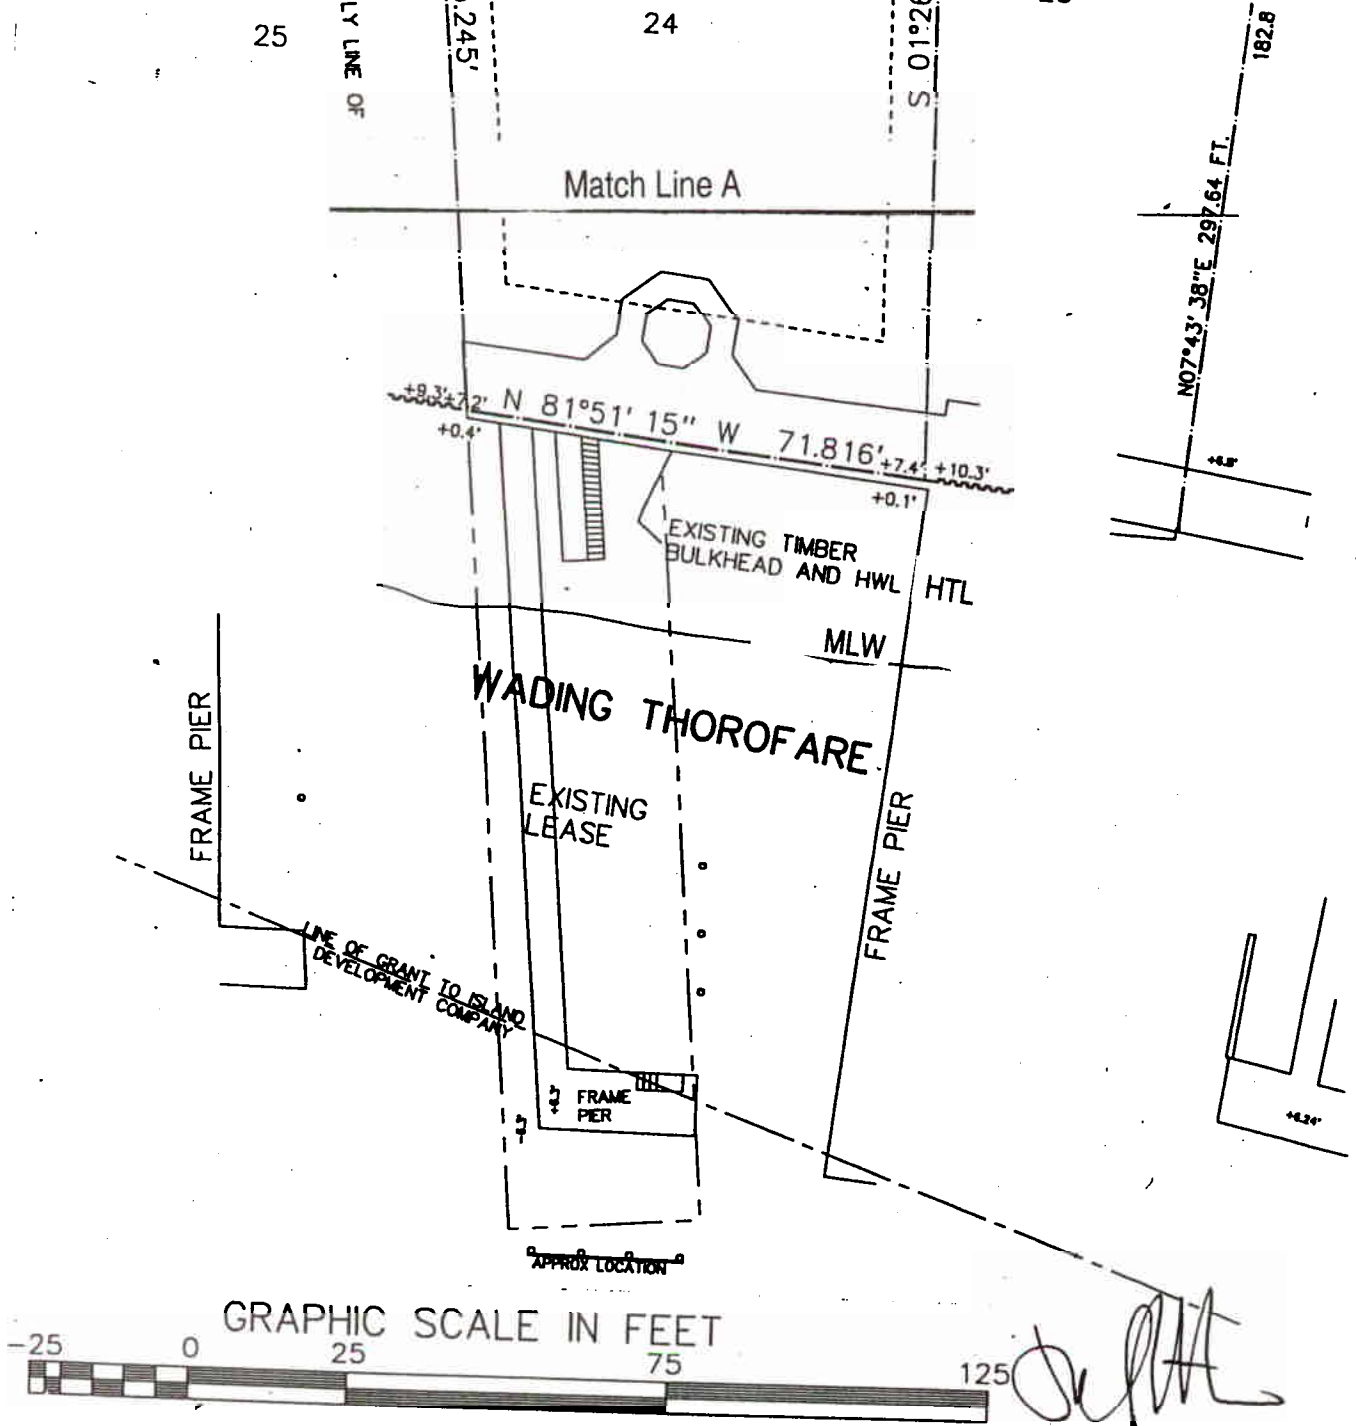 25
LY LINE OF
.245'
24
S 01°26
182.8
Match Line A
N07°43' 38"E 297.64 FT.
+9.3'
+7.2'
N 81°51' 15" W 71.816'
+7.4'
+10.3'
+0.4'
+0.1'
EXISTING TIMBER
BULKHEAD AND HWL
HTL
MLW
WADING THOROFARE
FRAME PIER
EXISTING
LEASE
FRAME PIER
LINE OF GRANT TO ISLAND
DEVELOPMENT COMPANY
FRAME
PIER
+6.24'
APPROX LOCATION
GRAPHIC SCALE IN FEET
-25 0 25 75 125